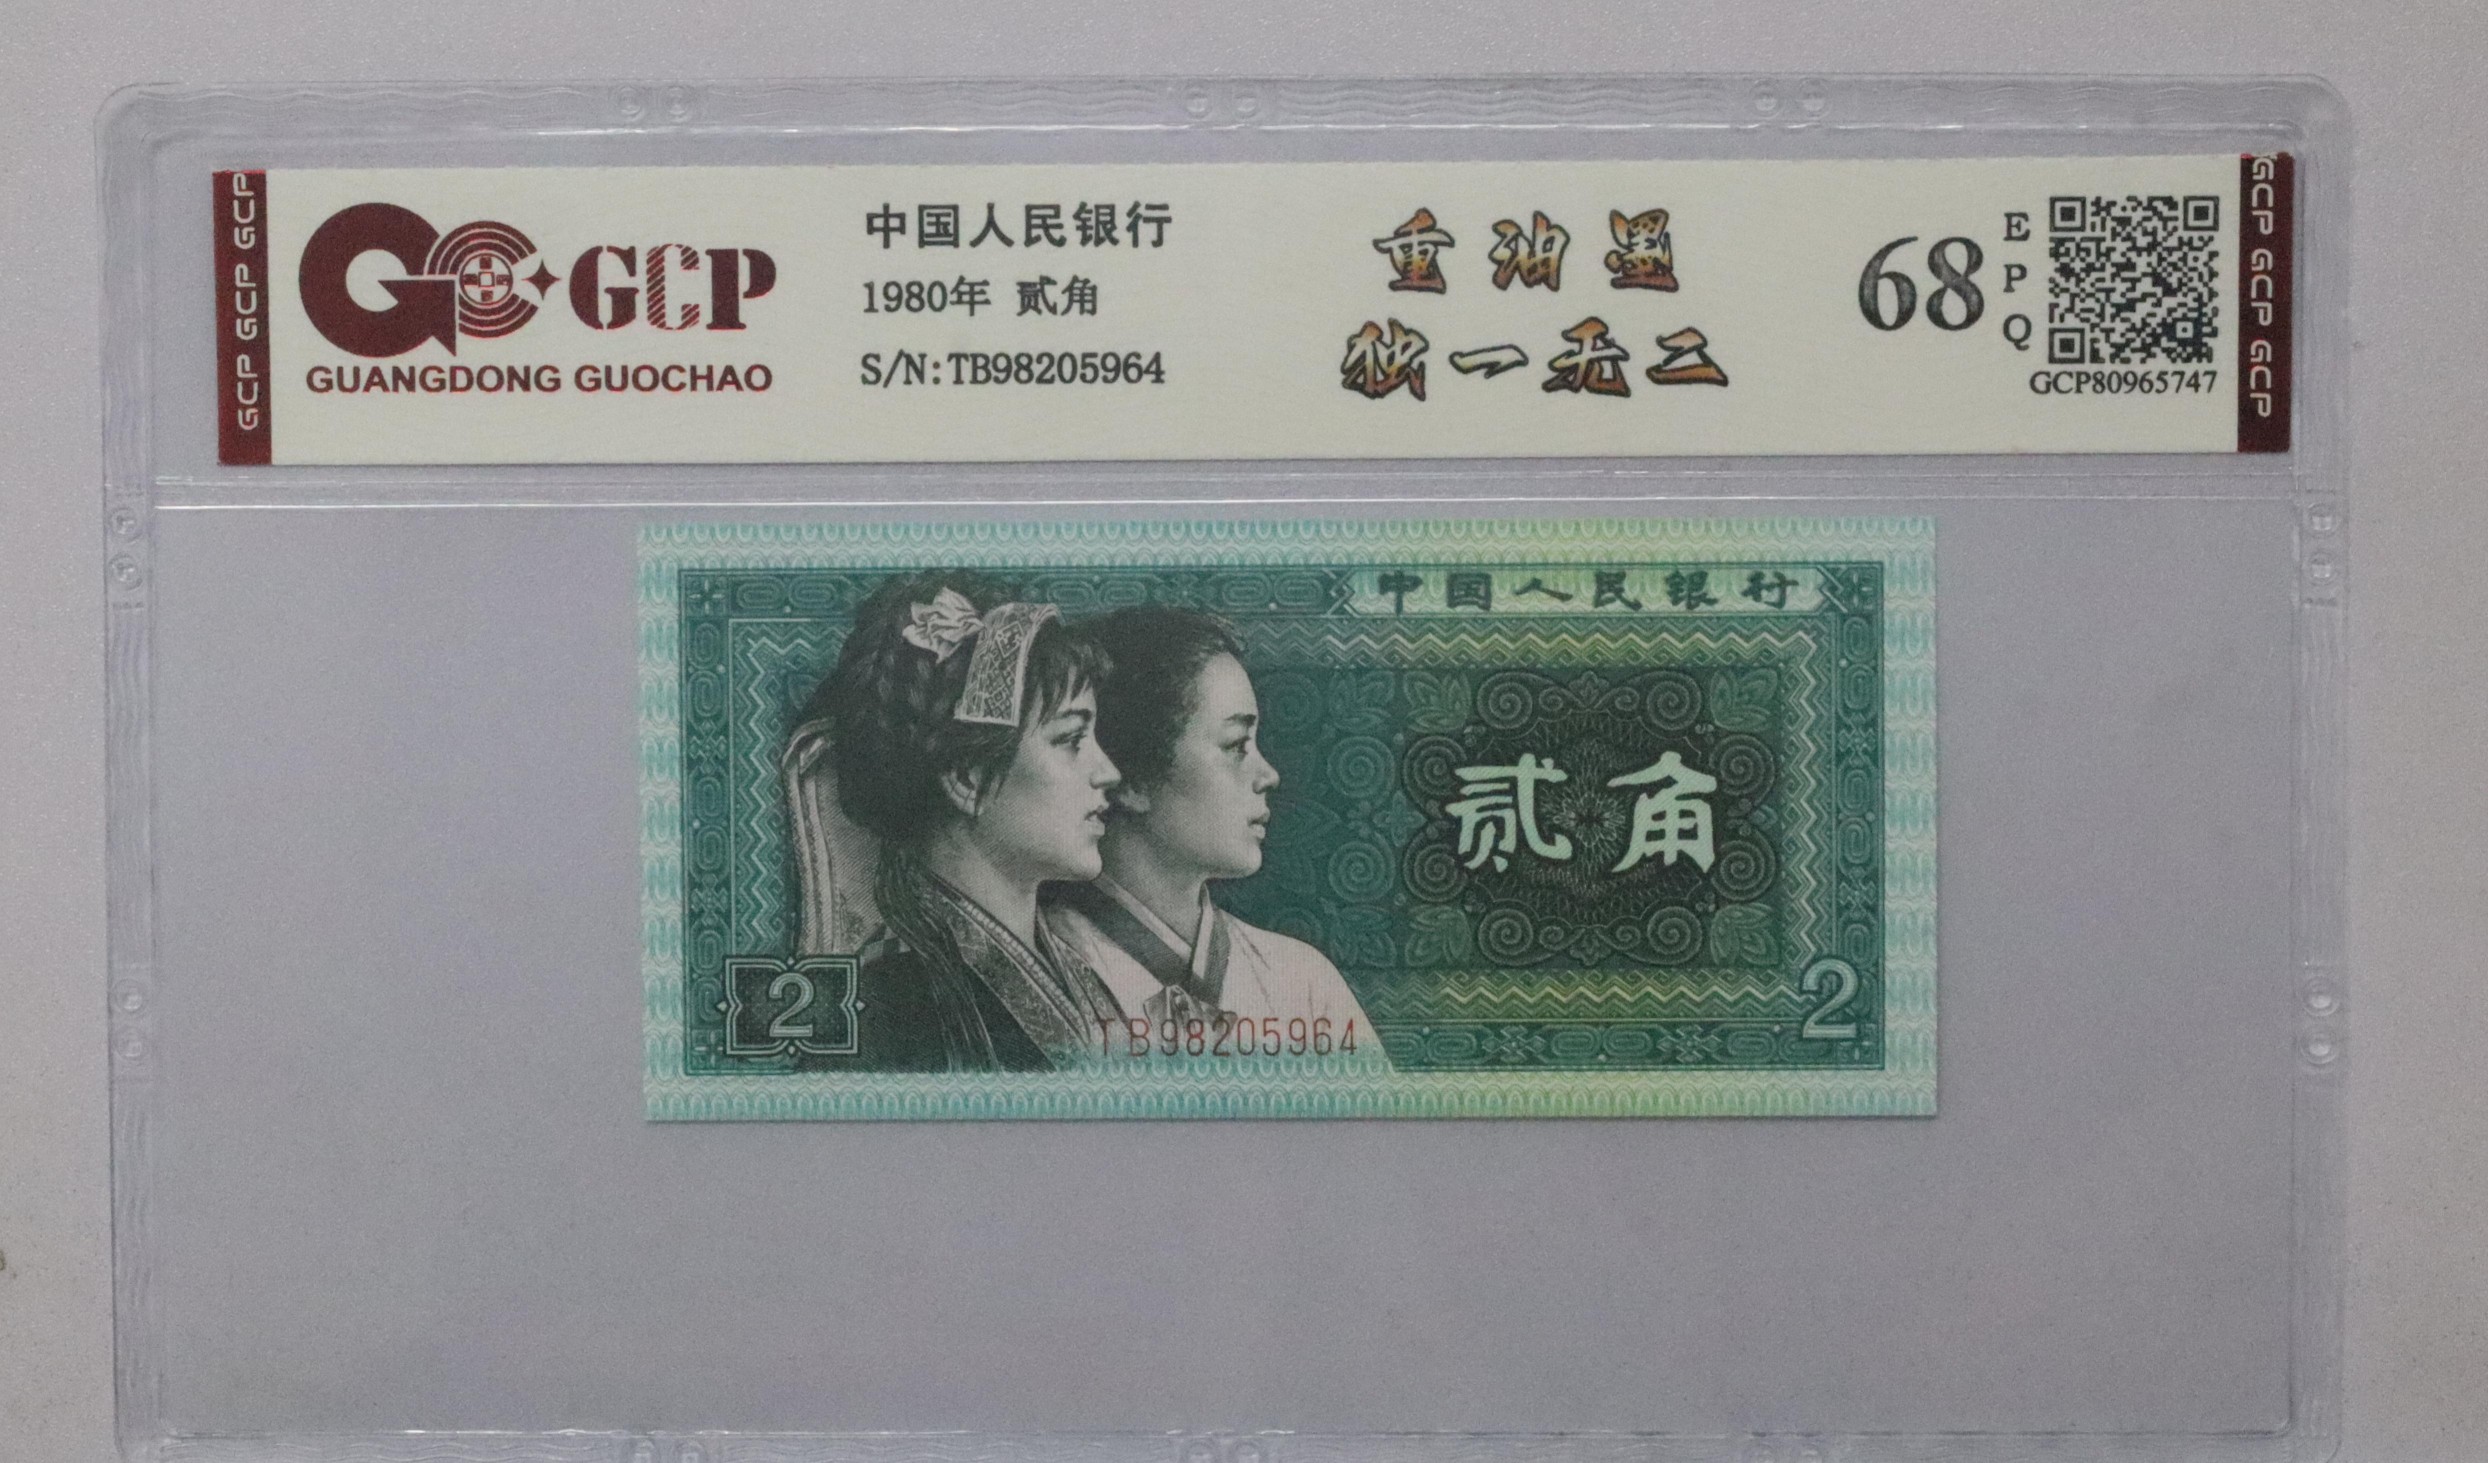 GCP GCP GCP
GCP
GUANGDONG GUOCHAO
中国人民银行
1980年 贰角
S/N:TB98205964
重油墨
独一无二
68
EPQ
GCP80965747
GCP GCP GCP
中国人民银行
贰角
2
2
TB98205964